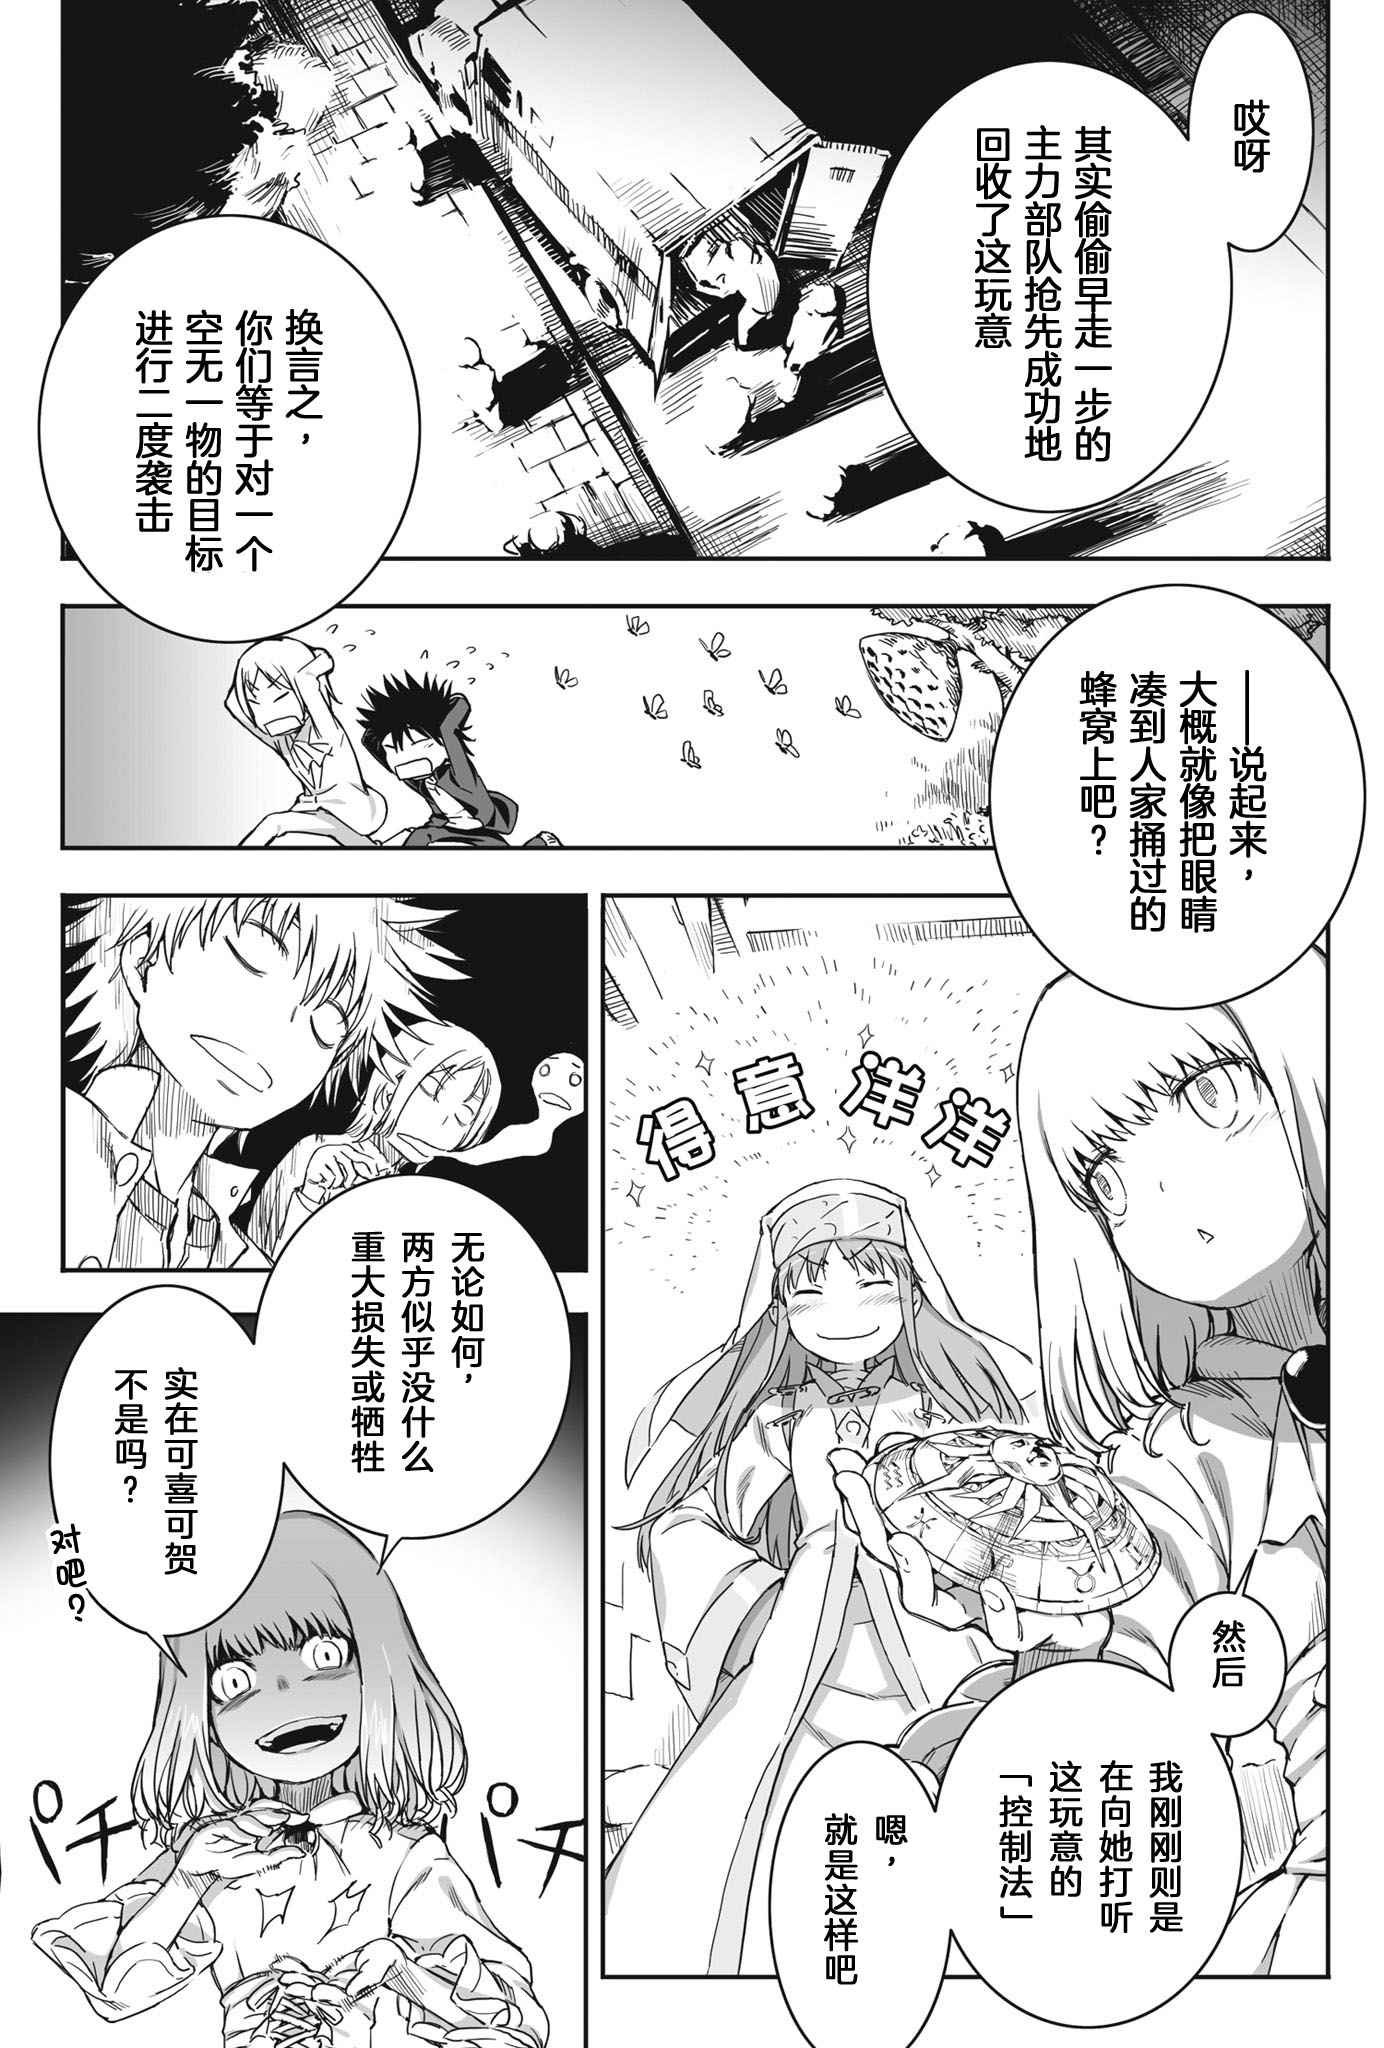 哎呀
其实偷偷早走一步的
主力部队抢先成功地
回收了这玩意
换言之，
你们等于对一个
空无一物的目标
进行二度袭击
——说起来，
大概就像把眼睛
凑到人家捅过的
蜂窝上吧？
得意洋洋
然后
我刚刚则是
在向她打听
这玩意的
「控制法」
嗯，
就是这样吧
无论如何，
两方似乎没什么
重大损失或牺牲
实在可喜可贺
不是吗？
对吧？
パチ
パチ